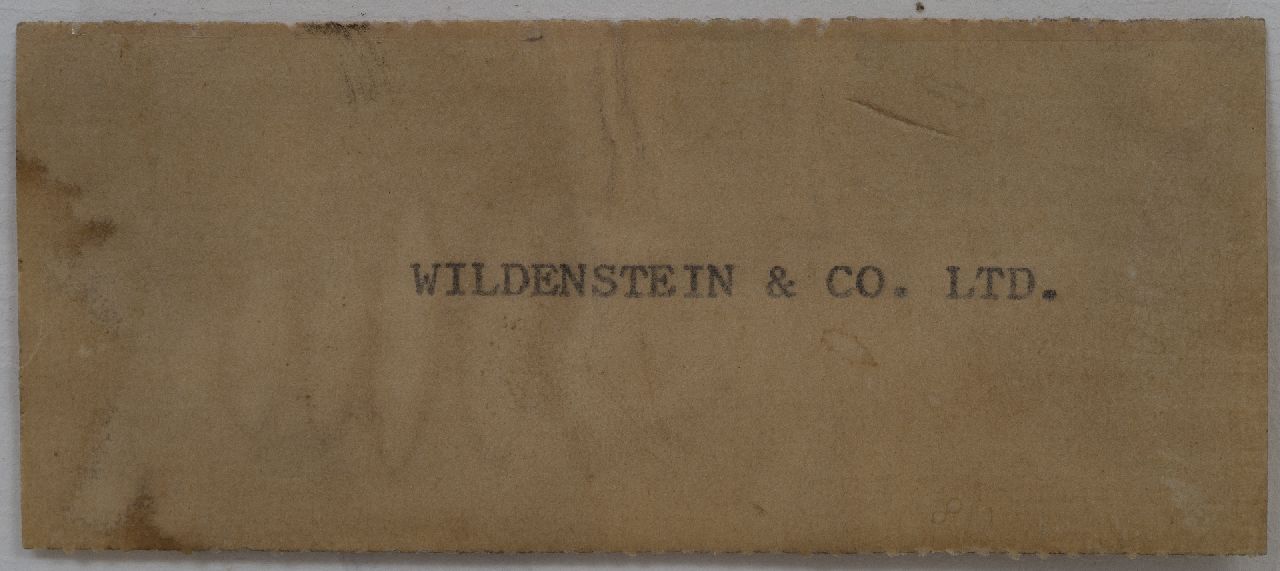 WILDENSTEIN & CO. LTD.